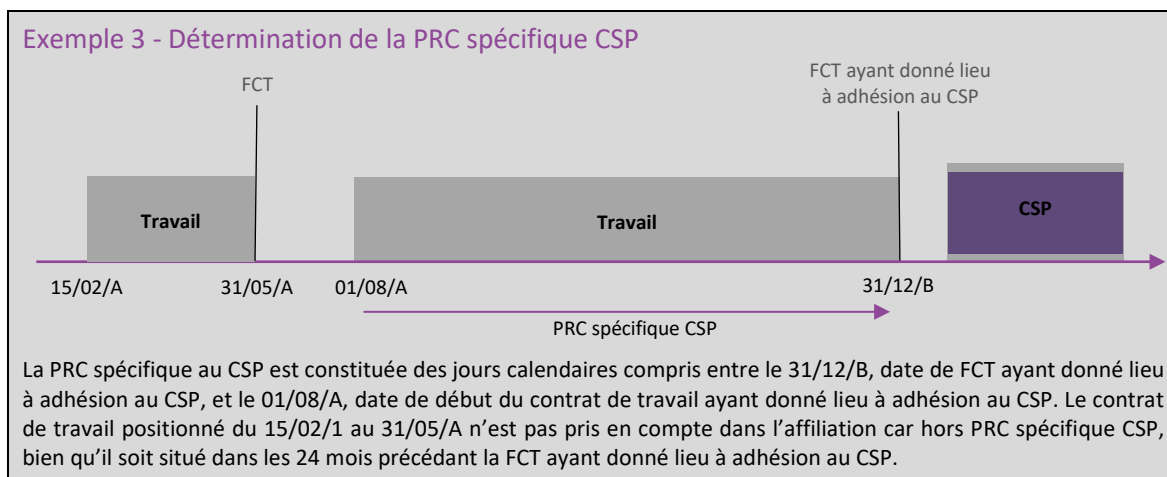 Exemple 3 - Détermination de la PRC spécifique CSP
FCT
FCT ayant donné lieu
à adhésion au CSP
Travail
Travail
CSP
15/02/A
31/05/A
01/08/A
31/12/B
PRC spécifique CSP
La PRC spécifique au CSP est constituée des jours calendaires compris entre le 31/12/B, date de FCT ayant donné lieu
à adhésion au CSP, et le 01/08/A, date de début du contrat de travail ayant donné lieu à adhésion au CSP. Le contrat
de travail positionné du 15/02/1 au 31/05/A n’est pas pris en compte dans l’affiliation car hors PRC spécifique CSP,
bien qu’il soit situé dans les 24 mois précédant la FCT ayant donné lieu à adhésion au CSP.